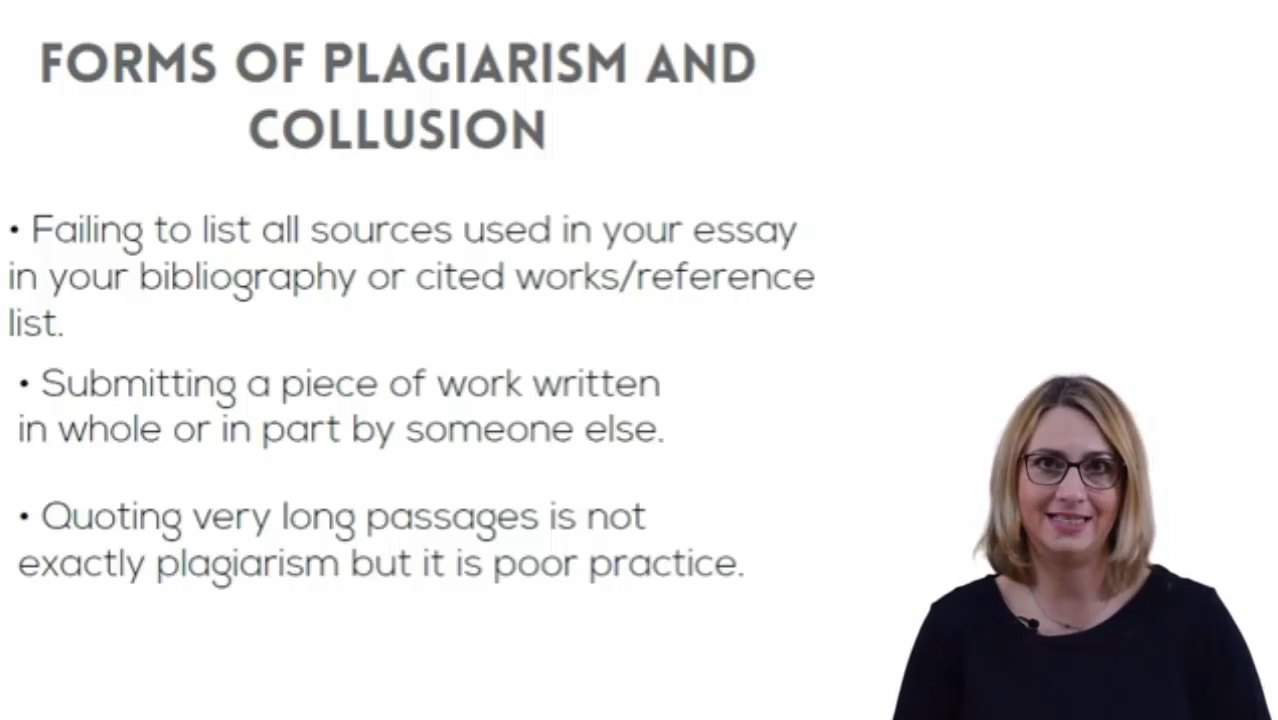 FORMS OF PLAGIARISM AND
COLLUSION
• Failing to list all sources used in your essay
in your bibliography or cited works/reference
list.
• Submitting a piece of work written
in whole or in part by someone else.
• Quoting very long passages is not
exactly plagiarism but it is poor practice.